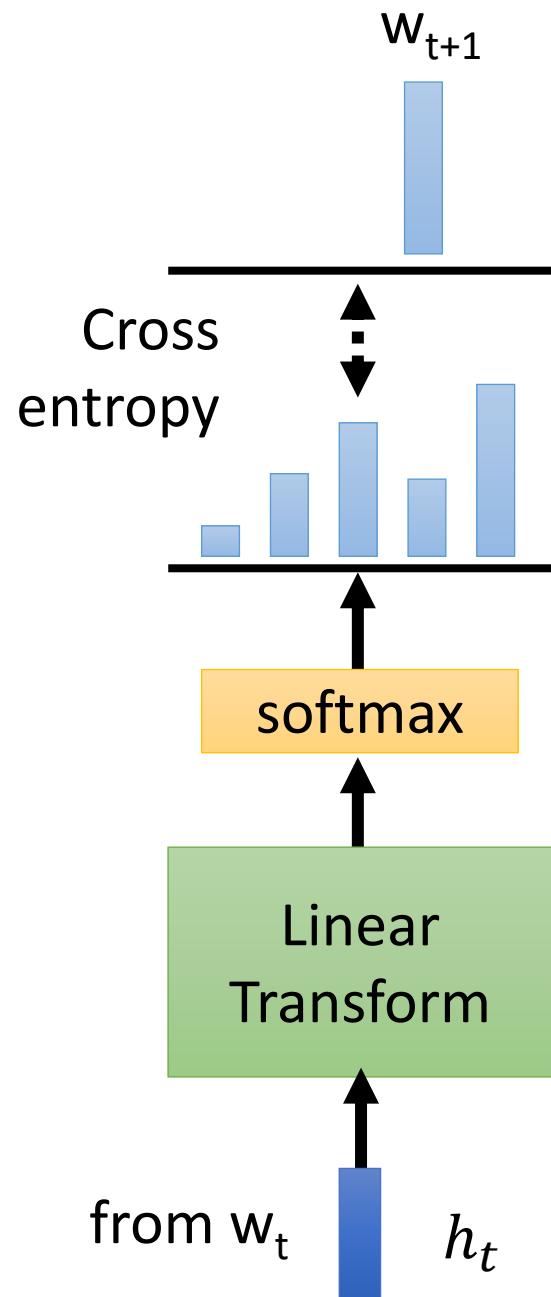 w_{t+1}
Cross
entropy
softmax
Linear
Transform
from w_t
h_t